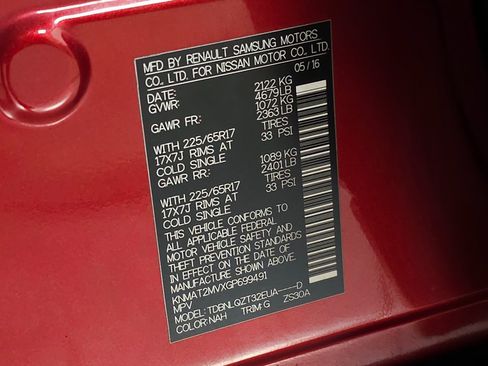 MFD BY RENAULT SAMSUNG MOTORS
CO., LTD. FOR NISSAN MOTOR CO., LTD.
DATE: 05/16
GVWR: 2122 KG
4679LB
GAWR FR: 1072 KG
2363 LB
WITH 225/65R17 TIRES
17X7J RIMS AT 33 PSI
COLD SINGLE
GAWR RR: 1089 KG
2401 LB
WITH 225/65R17 TIRES
17X7J RIMS AT 33 PSI
COLD SINGLE
THIS VEHICLE CONFORMS TO
ALL APPLICABLE FEDERAL
MOTOR VEHICLE SAFETY AND
THEFT PREVENTION STANDARDS
IN EFFECT ON THE DATE OF
MANUFACTURE SHOWN ABOVE.
KNMAT2MVXGP699491
MPV
MODEL: TDBNLQZT32EUA----D
COLOR: NAH TRIM: G ZS30A